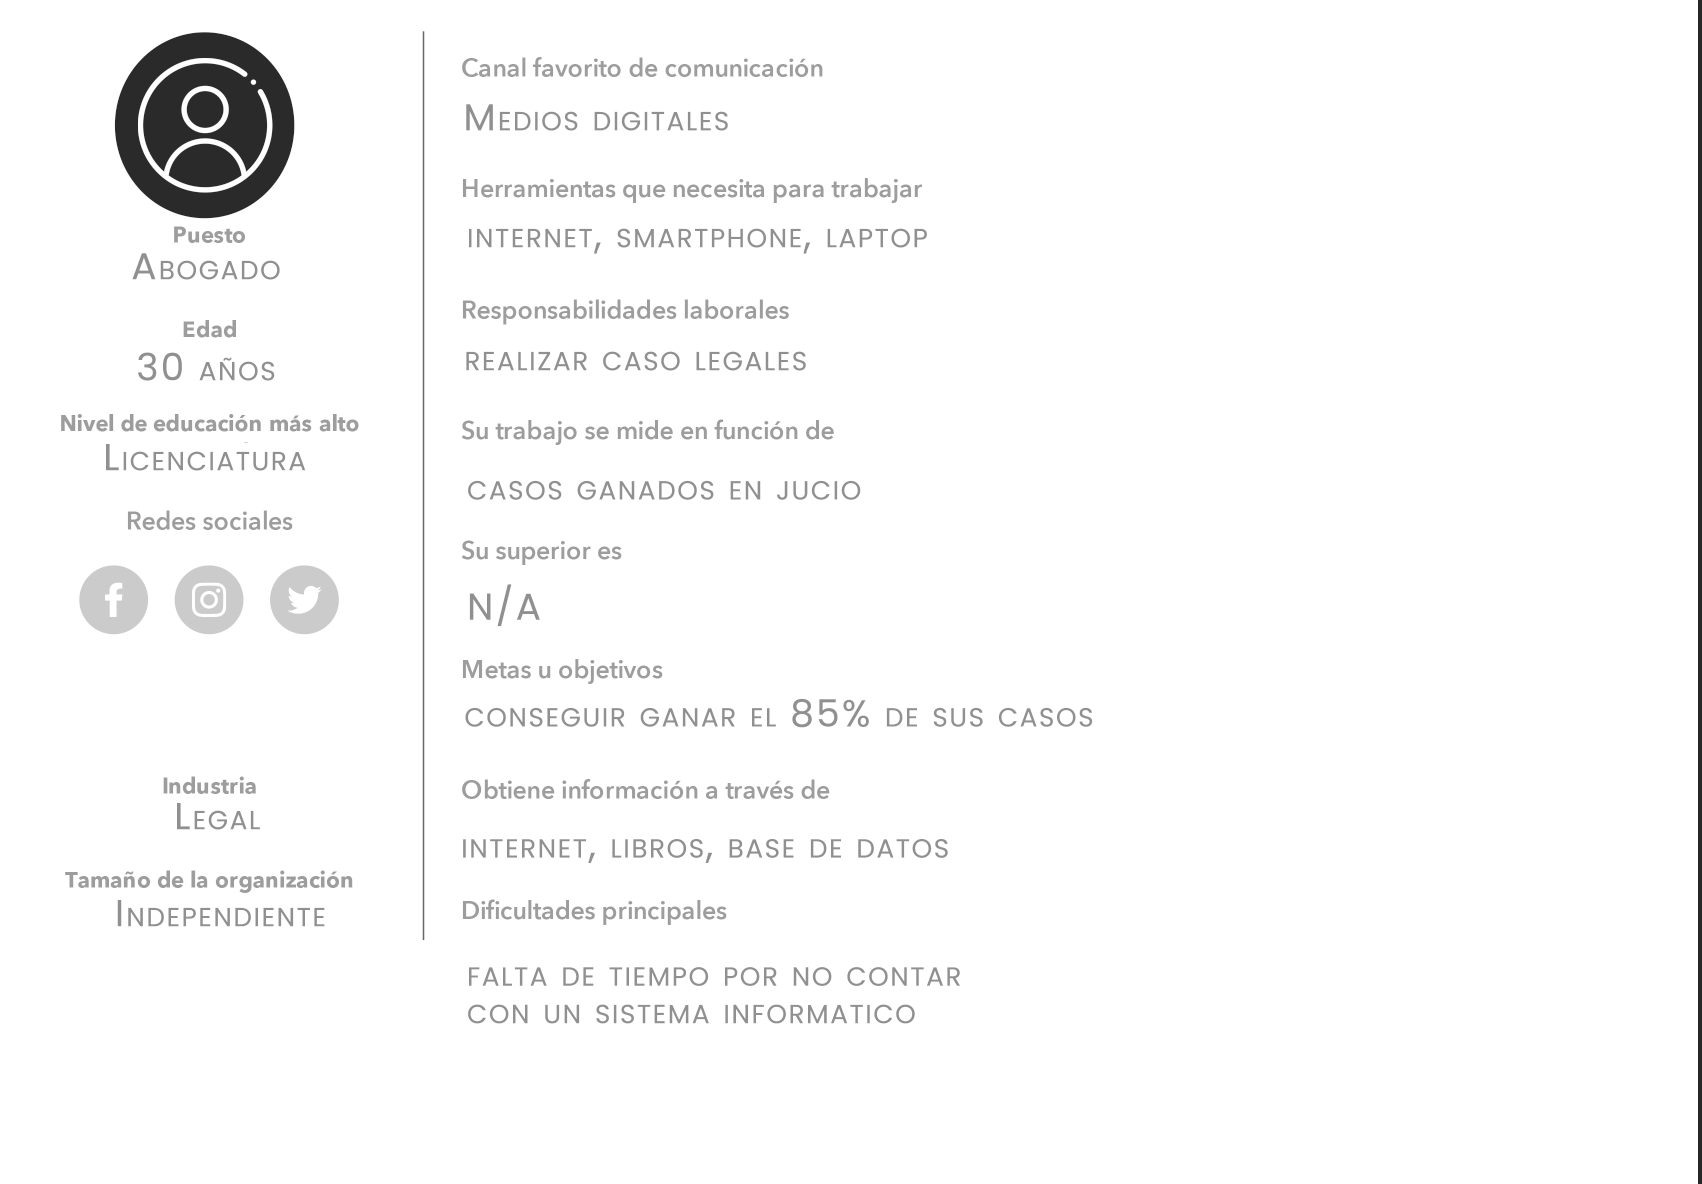 Puesto
Abogado
Edad
30 años
Nivel de educación más alto
Licenciatura
Redes sociales
Industria
Legal
Tamaño de la organización
Independiente
Canal favorito de comunicación
Medios digitales
Herramientas que necesita para trabajar
internet, smartphone, laptop
Responsabilidades laborales
realizar caso legales
Su trabajo se mide en función de
casos ganados en jucio
Su superior es
n/a
Metas u objetivos
conseguir ganar el 85% de sus casos
Obtiene información a través de
internet, libros, base de datos
Dificultades principales
falta de tiempo por no contar
con un sistema informatico